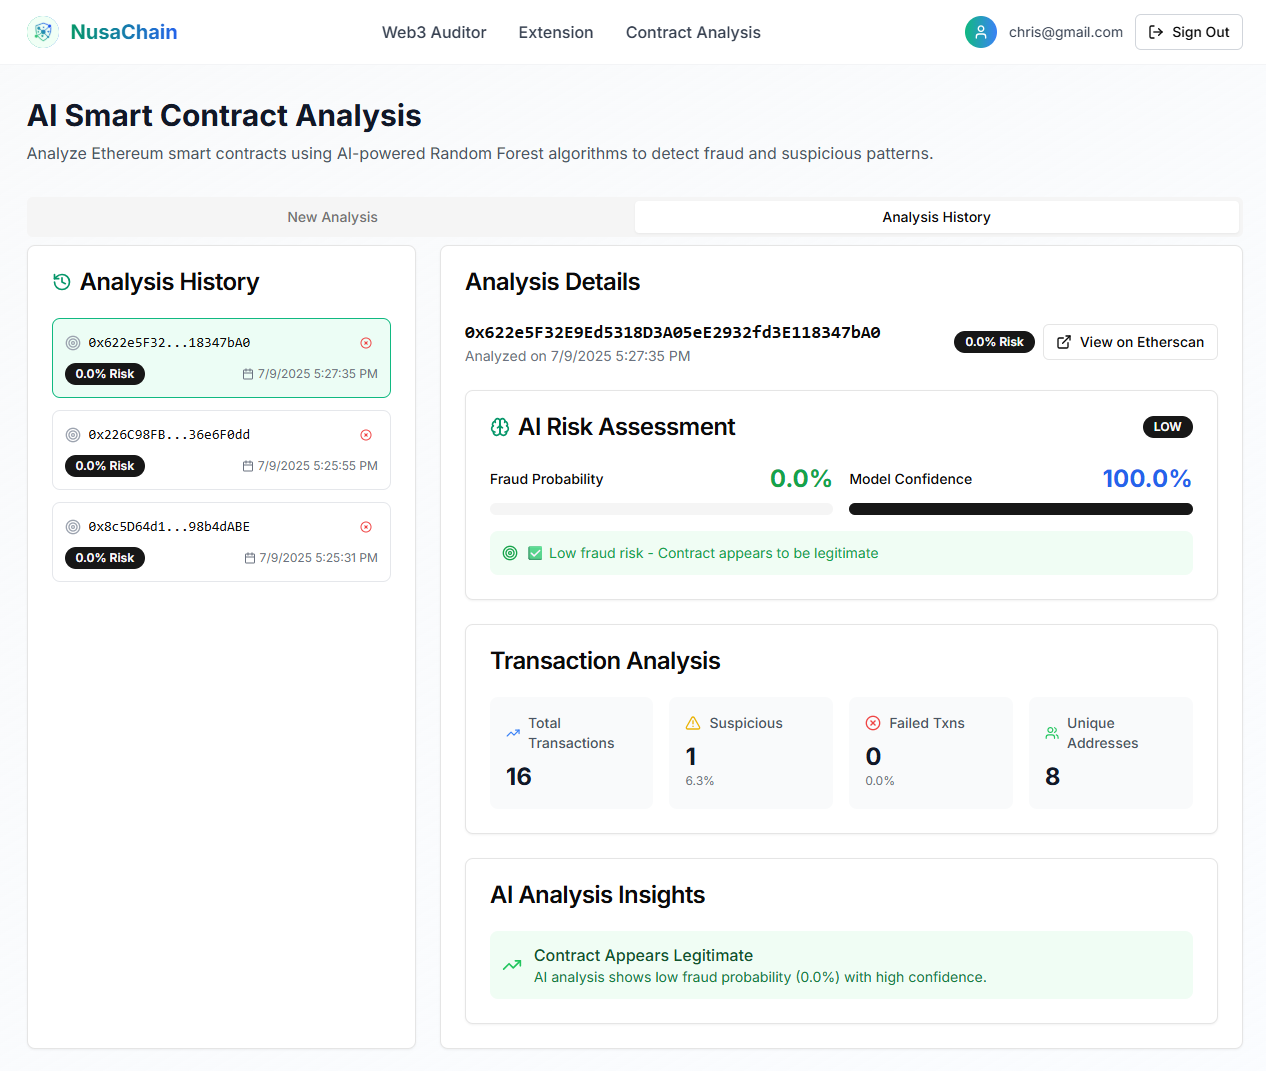 NusaChain
Web3 Auditor
Extension
Contract Analysis
chris@gmail.com
Sign Out
AI Smart Contract Analysis
Analyze Ethereum smart contracts using AI-powered Random Forest algorithms to detect fraud and suspicious patterns.
New Analysis
Analysis History
Analysis History
0x622e5F32...18347bA0
0.0% Risk
7/9/2025 5:27:35 PM
0x226C98FB...36e6F0dd
0.0% Risk
7/9/2025 5:25:55 PM
0x8c5D64d1...98b4dABE
0.0% Risk
7/9/2025 5:25:31 PM
Analysis Details
0x622e5F32E9Ed5318D3A05eE2932fd3E118347bA0
Analyzed on 7/9/2025 5:27:35 PM
0.0% Risk
View on Etherscan
AI Risk Assessment
LOW
Fraud Probability
0.0%
Model Confidence
100.0%
✅ Low fraud risk - Contract appears to be legitimate
Transaction Analysis
Total
Transactions
16
Suspicious
1
6.3%
Failed Txns
0
0.0%
Unique
Addresses
8
AI Analysis Insights
Contract Appears Legitimate
AI analysis shows low fraud probability (0.0%) with high confidence.